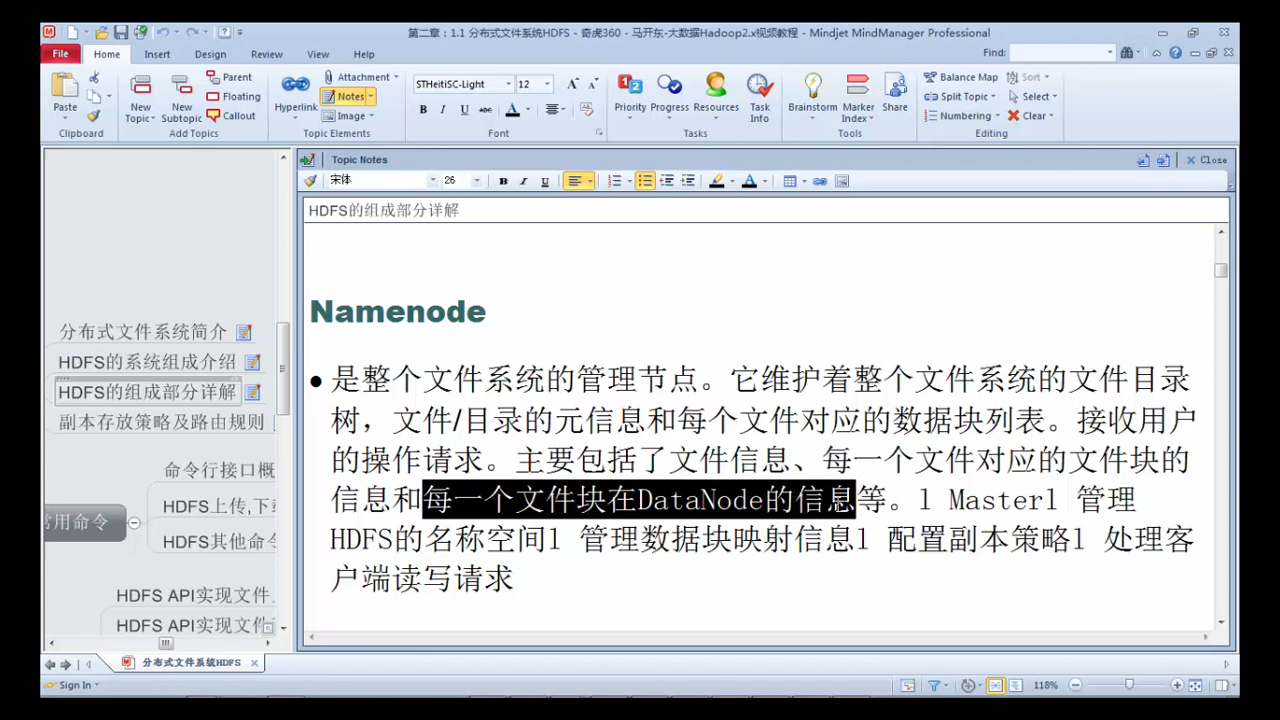 第二章：1.1 分布式文件系统HDFS - 奇虎360 - 马开东-大数据Hadoop2.x视频教程 - Mindjet MindManager Professional
File Home Insert Design Review View Help Find:
Paste
New Topic
New Subtopic
Parent
Floating
Callout
Hyperlink
Attachment
Notes
Image
STHeitiSC-Light 12
B I U abc A
Priority
Progress
Resources
Task Info
Brainstorm
Marker Index
Share
Balance Map
Sort
Split Topic
Select
Numbering
Clear
Clipboard Add Topics Topic Elements Font Tasks Tools Editing
Topic Notes Close
宋体 26 B I U A
HDFS的组成部分详解
Namenode
• 是整个文件系统的管理节点。它维护着整个文件系统的文件目录
树，文件/目录的元信息和每个文件对应的数据块列表。接收用户
的操作请求。主要包括了文件信息、每一个文件对应的文件块的
信息和每一个文件块在DataNode的信息等。l Masterl 管理
HDFS的名称空间l 管理数据块映射信息l 配置副本策略l 处理客
户端读写请求
分布式文件系统简介
HDFS的系统组成介绍
HDFS的组成部分详解
副本存放策略及路由规则
命令行接口概
HDFS上传,下
常用命令
HDFS其他命令
HDFS API实现文件
HDFS API实现文件
分布式文件系统HDFS
Sign In 118%